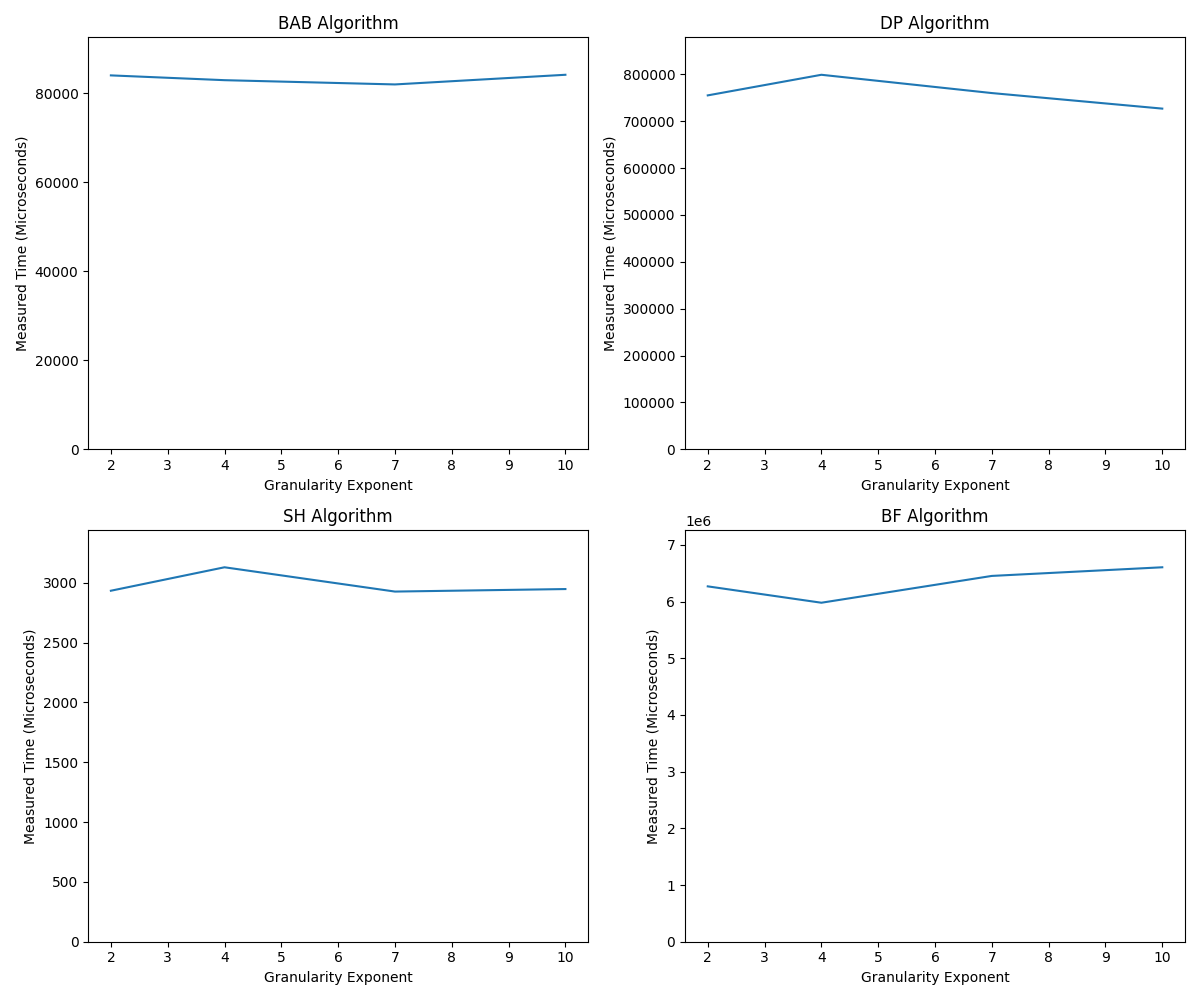 BAB Algorithm
Measured Time (Microseconds)
80000
60000
40000
20000
0
2 3 4 5 6 7 8 9 10
Granularity Exponent
DP Algorithm
Measured Time (Microseconds)
800000
700000
600000
500000
400000
300000
200000
100000
0
2 3 4 5 6 7 8 9 10
Granularity Exponent
SH Algorithm
Measured Time (Microseconds)
3000
2500
2000
1500
1000
500
0
2 3 4 5 6 7 8 9 10
Granularity Exponent
BF Algorithm
1e6
Measured Time (Microseconds)
7
6
5
4
3
2
1
0
2 3 4 5 6 7 8 9 10
Granularity Exponent